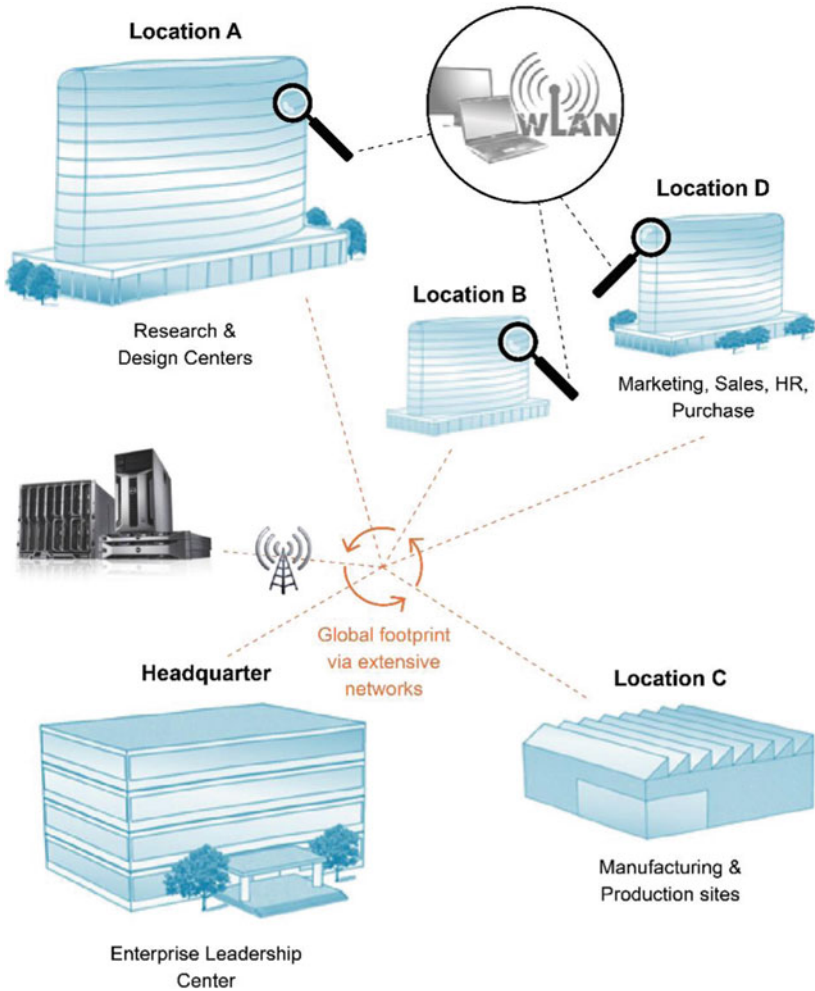 Location A
WLAN
Location D
Location B
Research &
Design Centers
Marketing, Sales, HR,
Purchase
Global footprint
via extensive
networks
Headquarter
Location C
Manufacturing &
Production sites
Enterprise Leadership
Center